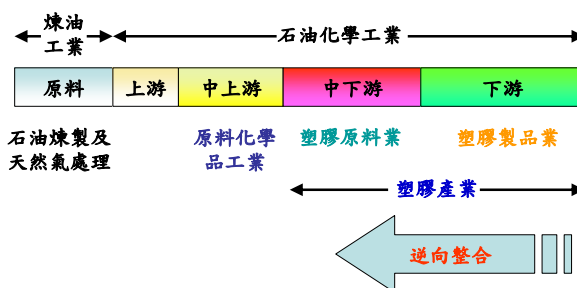 煉油
工業
石油化學工業
原料
上游
中上游
中下游
下游
石油煉製及
天然氣處理
原料化學
品工業
塑膠原料業
塑膠製品業
塑膠產業
逆向整合